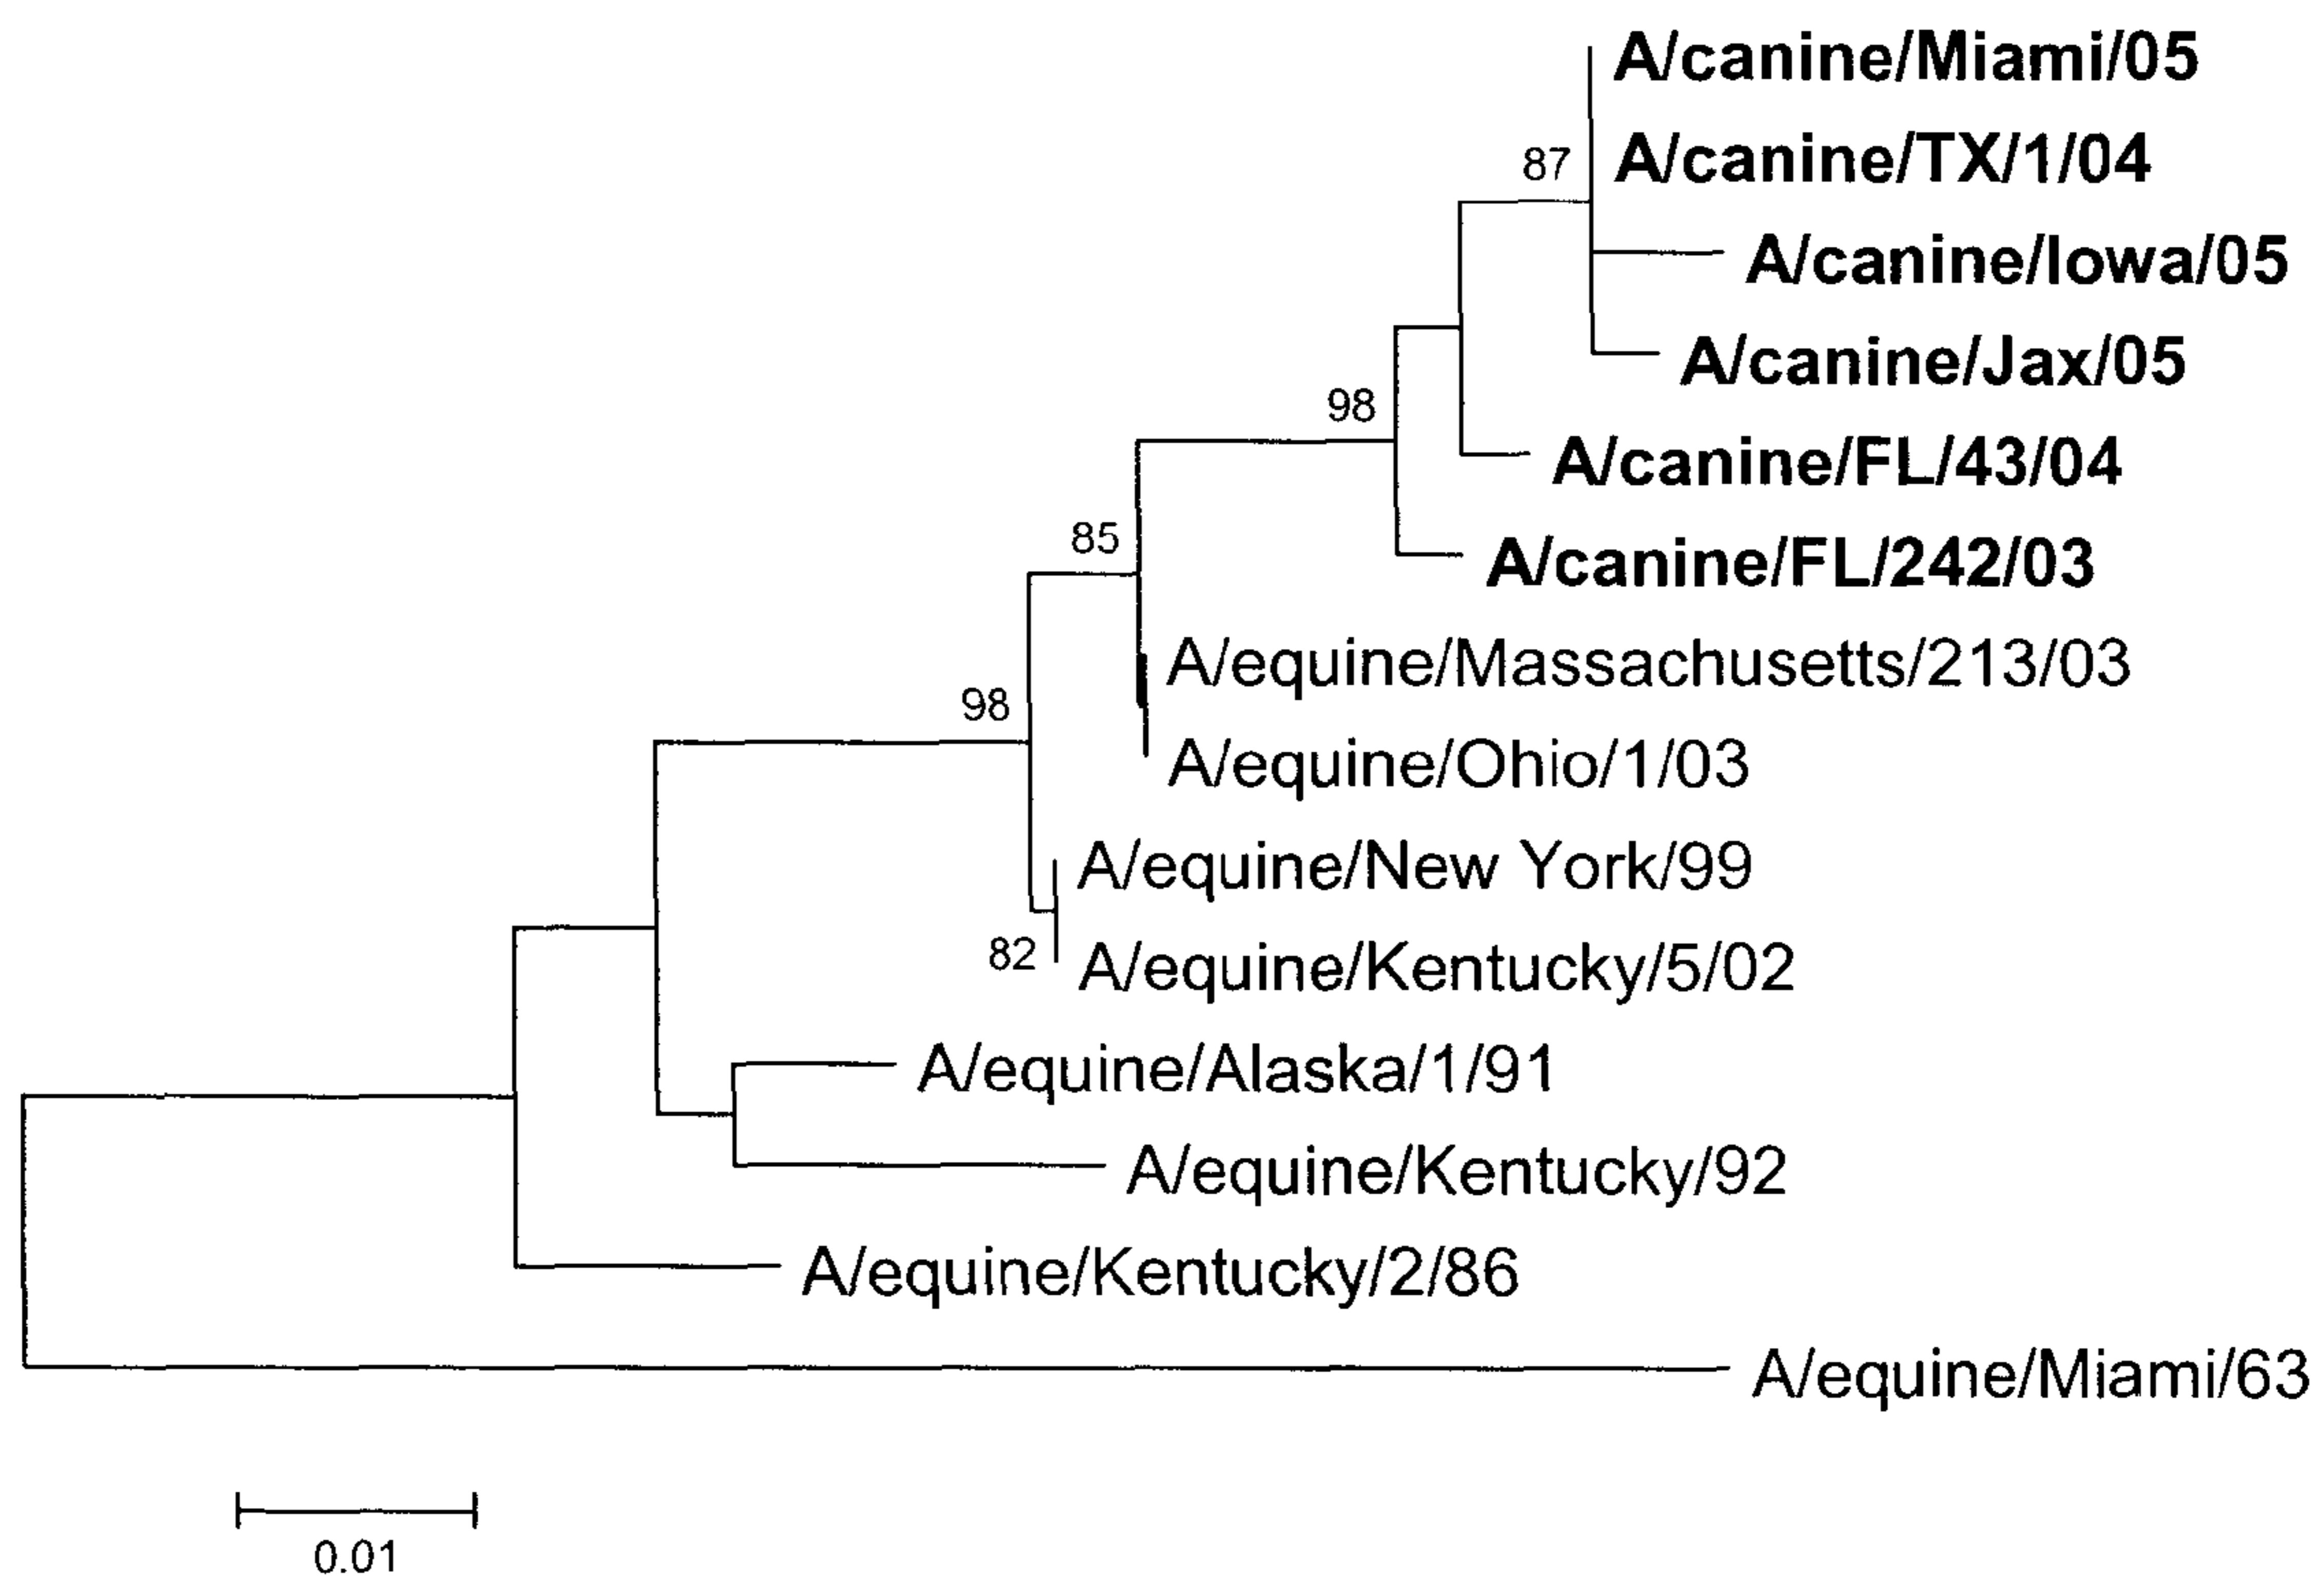 A/canine/Miami/05
87
A/canine/TX/1/04
A/canine/Iowa/05
A/canine/Jax/05
98
A/canine/FL/43/04
85
A/canine/FL/242/03
A/equine/Massachusetts/213/03
98
A/equine/Ohio/1/03
A/equine/New York/99
82
A/equine/Kentucky/5/02
A/equine/Alaska/1/91
A/equine/Kentucky/92
A/equine/Kentucky/2/86
A/equine/Miami/63
0.01